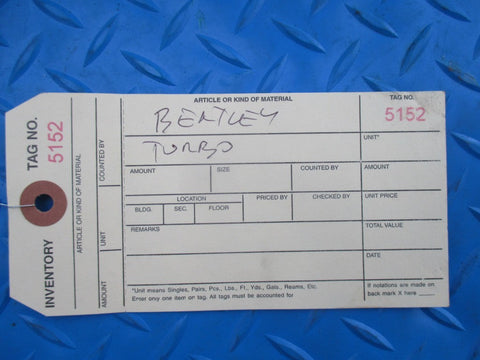 INVENTORY TAG NO. 5152
ARTICLE OR KIND OF MATERIAL
AMOUNT UNIT COUNTED BY
ARTICLE OR KIND OF MATERIAL TAG NO.
BENTLEY 5152
TURBO UNIT*
AMOUNT SIZE COUNTED BY AMOUNT
LOCATION PRICED BY CHECKED BY UNIT PRICE
BLDG. SEC. FLOOR
REMARKS TOTAL VALUE
DATE
*Unit means Singles, Pairs, Pcs., Lbs., Ft., Yds., Gals., Reams, Etc. If notations are made on
Enter only one item on tag. All tags must be accounted for back mark X here ____